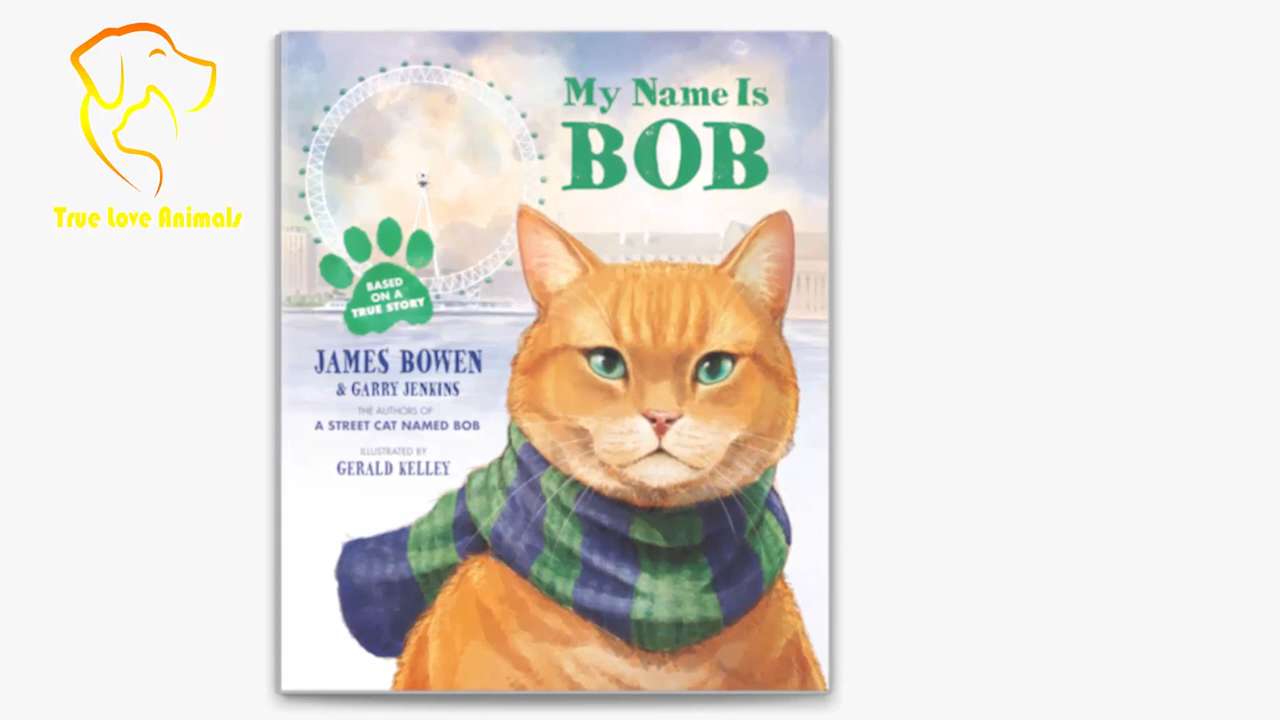 True Love Animals
My Name Is
BOB
BASED
ON A
TRUE STORY
JAMES BOWEN
& GARRY JENKINS
THE AUTHORS OF
A STREET CAT NAMED BOB
ILLUSTRATED BY
GERALD KELLEY